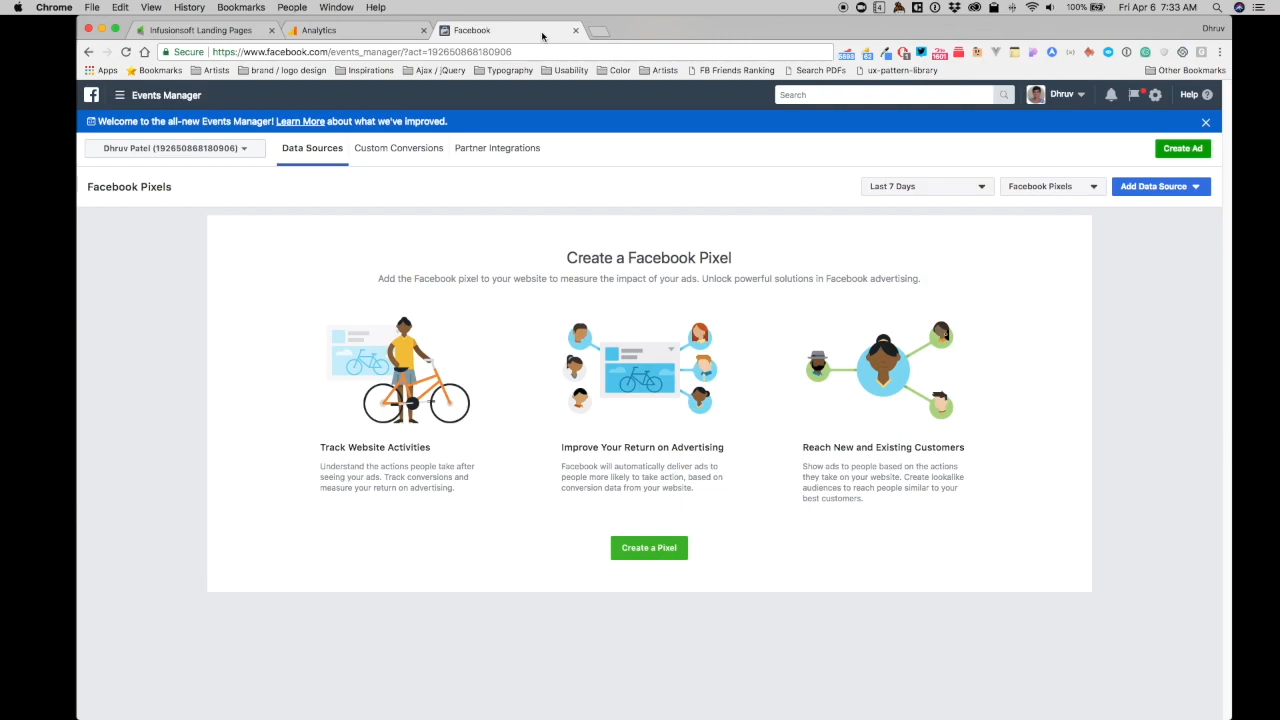 Chrome File Edit View History Bookmarks People Window Help 100% Fri Apr 6 7:33 AM
Infusionsoft Landing Pages Analytics Facebook Dhruv
Secure https://www.facebook.com/events_manager/?act=192650868180906
Apps Bookmarks Artists brand / logo design Inspirations Ajax / jQuery Typography Usability Color Artists FB Friends Ranking Search PDFs ux-pattern-library Other Bookmarks
Events Manager Search Dhruv Help
Welcome to the all-new Events Manager! Learn More about what we've improved.
Dhruv Patel (192650868180906) Data Sources Custom Conversions Partner Integrations Create Ad
Facebook Pixels Last 7 Days Facebook Pixels Add Data Source
Create a Facebook Pixel
Add the Facebook pixel to your website to measure the impact of your ads. Unlock powerful solutions in Facebook advertising.
Track Website Activities
Understand the actions people take after
seeing your ads. Track conversions and
measure your return on advertising.
Improve Your Return on Advertising
Facebook will automatically deliver ads to
people more likely to take action, based on
conversion data from your website.
Reach New and Existing Customers
Show ads to people based on the actions
they take on your website. Create lookalike
audiences to reach people similar to your
best customers.
Create a Pixel